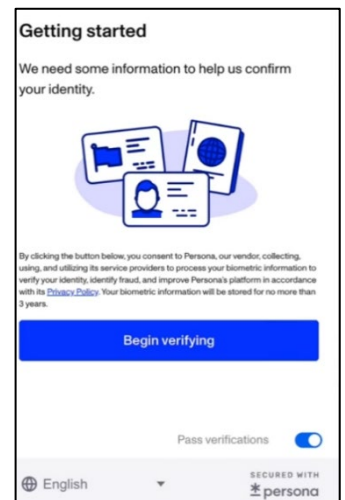 Getting started
We need some information to help us confirm
your identity.
By clicking the button below, you consent to Persona, our vendor, collecting,
using, and utilizing its service providers to process your biometric information to
verify your identity, identify fraud, and improve Persona's platform in accordance
with its Privacy Policy. Your biometric information will be stored for no more than
3 years.
Begin verifying
Pass verifications
English
SECURED WITH
persona